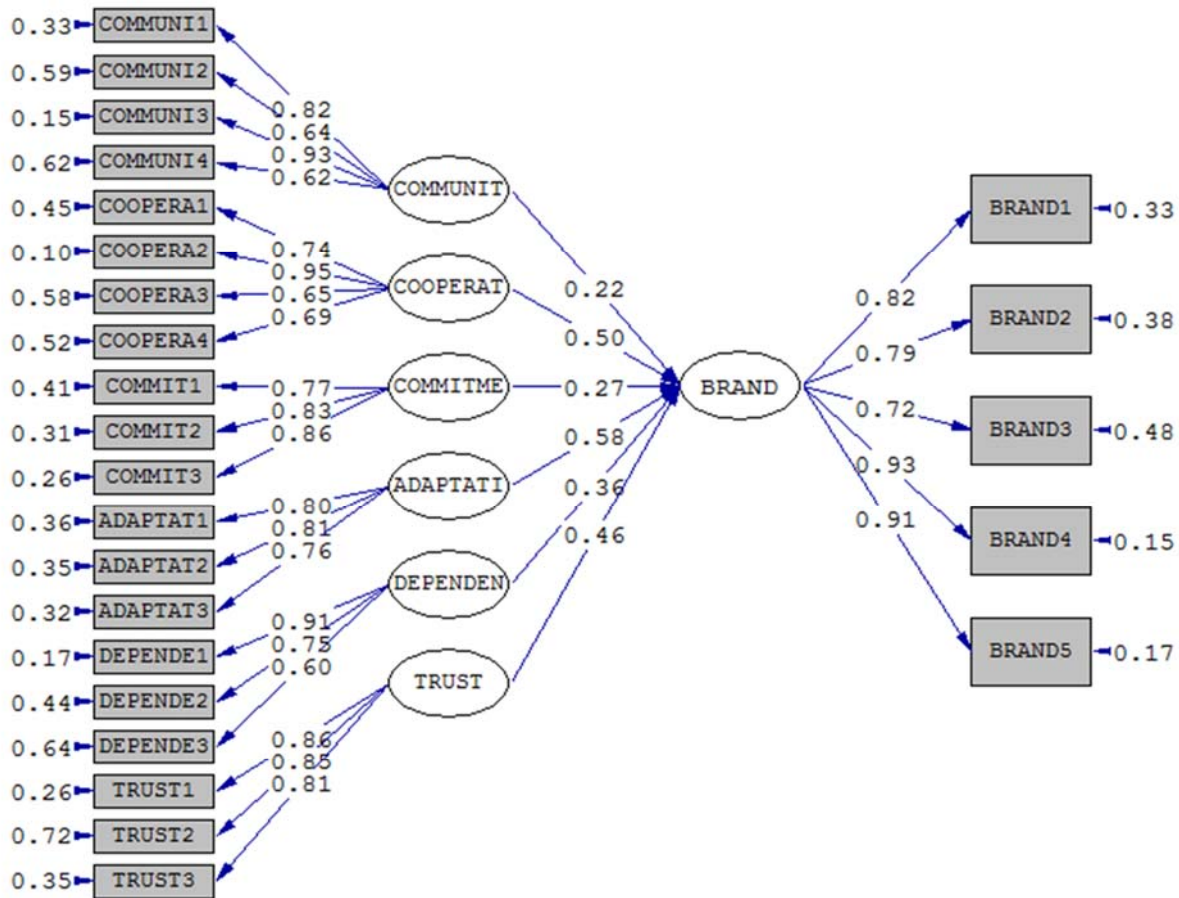 0.33 COMMUNI1
0.59 COMMUNI2
0.15 COMMUNI3
0.62 COMMUNI4
0.45 COOPERA1
0.10 COOPERA2
0.58 COOPERA3
0.52 COOPERA4
0.41 COMMIT1
0.31 COMMIT2
0.26 COMMIT3
0.36 ADAPTAT1
0.35 ADAPTAT2
0.32 ADAPTAT3
0.17 DEPENDE1
0.44 DEPENDE2
0.64 DEPENDE3
0.26 TRUST1
0.72 TRUST2
0.35 TRUST3
0.82
0.64
0.93
0.62
0.74
0.95
0.65
0.69
0.77
0.83
0.86
0.80
0.81
0.76
0.91
0.75
0.60
0.86
0.85
0.81
COMMUNIT
COOPERAT
COMMITME
ADAPTATI
DEPENDEN
TRUST
0.22
0.50
0.27
0.58
0.36
0.46
BRAND
0.82
0.79
0.72
0.93
0.91
BRAND1 0.33
BRAND2 0.38
BRAND3 0.48
BRAND4 0.15
BRAND5 0.17